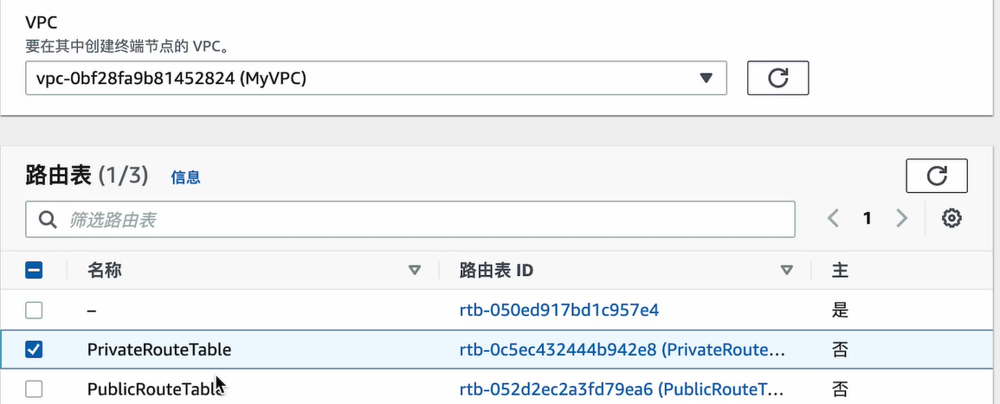 VPC
要在其中创建终端节点的 VPC。
vpc-0bf28fa9b81452824 (MyVPC)
路由表 (1/3) 信息
筛选路由表
1
名称 路由表 ID 主
– rtb-050ed917bd1c957e4 是
PrivateRouteTable rtb-0c5ec432444b942e8 (PrivateRoute... 否
PublicRouteTable rtb-052d2ec2a3fd79ea6 (PublicRouteT... 否